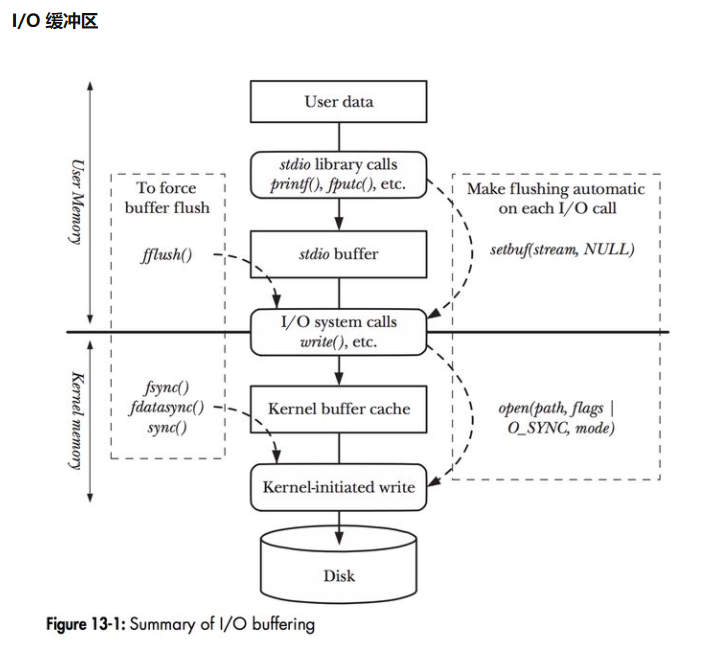 I/O 缓冲区
User data
stdio library calls
printf(), fputc(), etc.
To force
buffer flush
Make flushing automatic
on each I/O call
User Memory
fflush()
stdio buffer
setbuf(stream, NULL)
I/O system calls
write(), etc.
Kernel memory
fsync()
fdatasync()
sync()
Kernel buffer cache
open(path, flags |
O_SYNC, mode)
Kernel-initiated write
Disk
Figure 13-1: Summary of I/O buffering